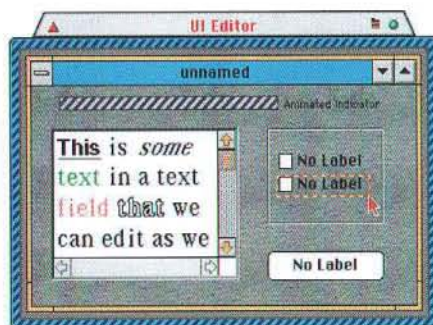 UI Editor
unnamed
Animated Indicator
This is some
text in a text
field that we
can edit as we
No Label
No Label
No Label